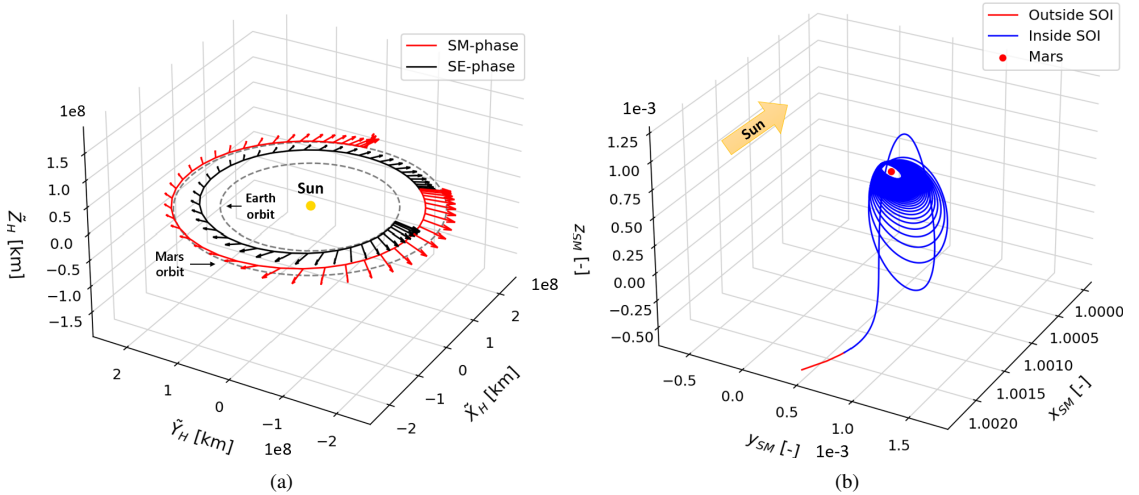 SM-phase
SE-phase
1e8
1.5
1.0
0.5
0.0
−0.5
−1.0
−1.5
Z̃_H [km]
Sun
Earth
orbit
Mars
orbit
2
1
0
−1
−2
Ỹ_H [km]
1e8
−2
−1
0
1
2
1e8
X̃_H [km]
(a)
Outside SOI
Inside SOI
Mars
Sun
1e-3
1.25
1.00
0.75
0.50
0.25
0.00
−0.25
−0.50
z_SM [-]
−0.5
0.0
0.5
1.0
1.5
y_SM [-]
1e-3
1.0000
1.0005
1.0010
1.0015
1.0020
x_SM [-]
(b)